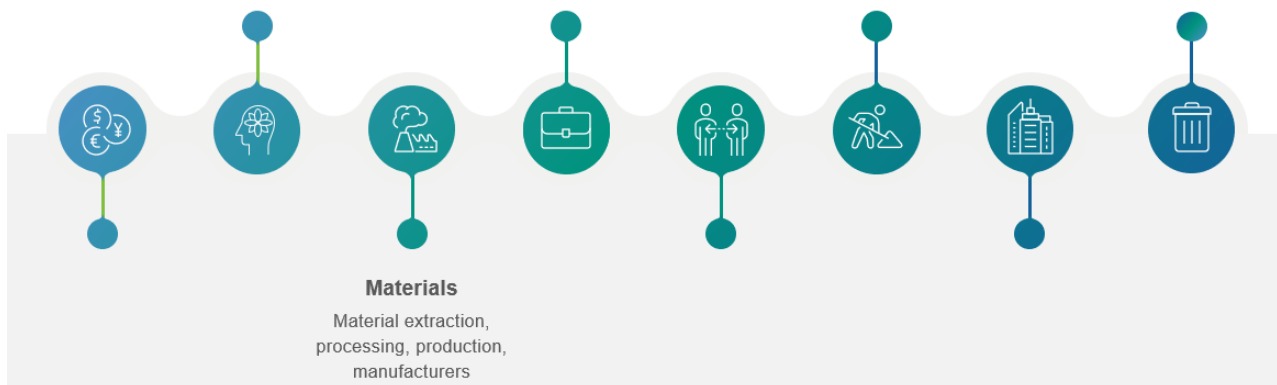 $
¥
€
Materials
Material extraction,
processing, production,
manufacturers